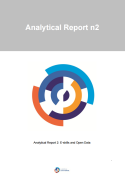 Analytical Report n2
Analytical Report 2: E-skills and Open Data